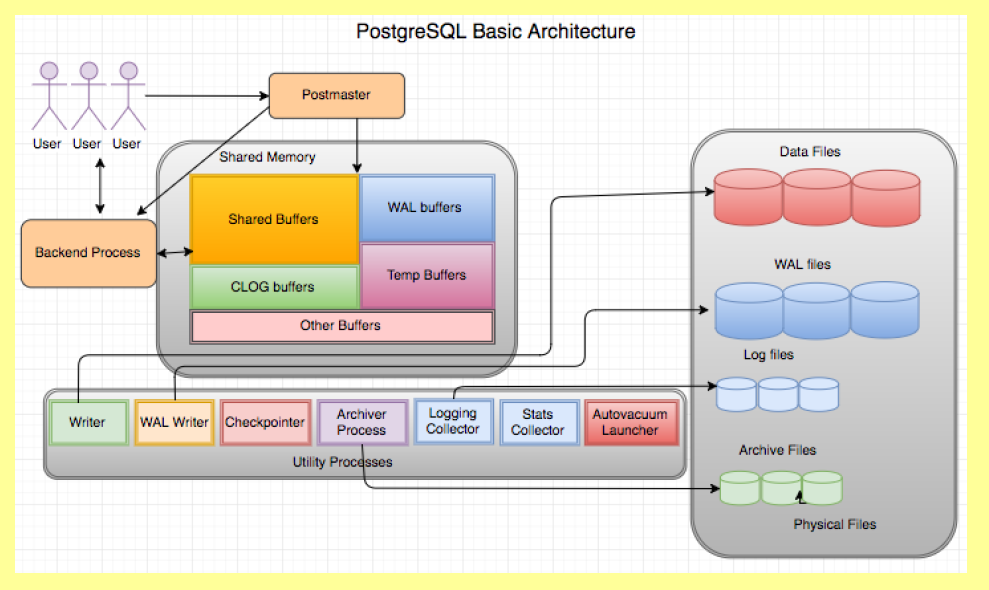 PostgreSQL Basic Architecture
User User User
Postmaster
Backend Process
Shared Memory
Shared Buffers
WAL buffers
CLOG buffers
Temp Buffers
Other Buffers
Writer
WAL Writer
Checkpointer
Archiver
Process
Logging
Collector
Stats
Collector
Autovacuum
Launcher
Utility Processes
Data Files
WAL files
Log files
Archive Files
Physical Files